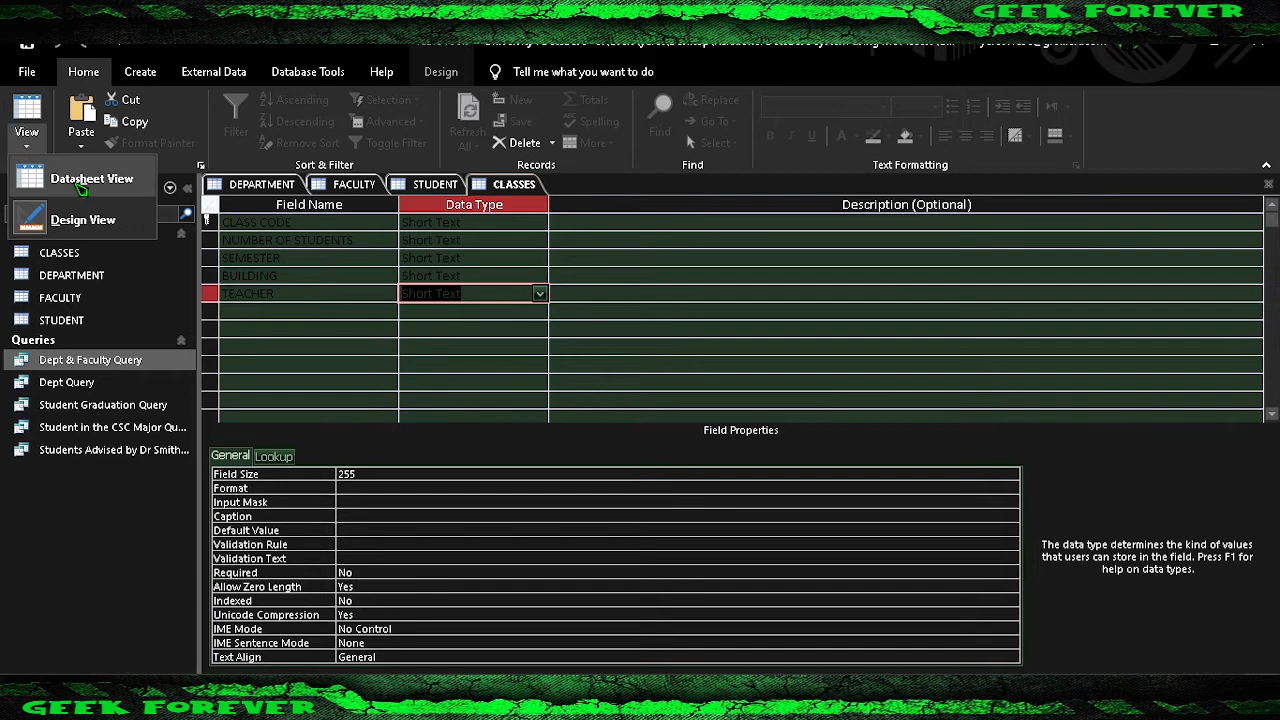 GEEK FOREVER
File Home Create External Data Database Tools Help Design Tell me what you want to do
Cut Ascending Selection New Totals Replace
View Paste Copy Filter Descending Advanced Refresh All Save Spelling Find Go To
Format Painter Remove Sort Toggle Filter Delete More Select B I U A
Sort & Filter Records Find Text Formatting
Datasheet View
Design View
DEPARTMENT FACULTY STUDENT CLASSES
Field Name Data Type Description (Optional)
CLASS CODE Short Text
NUMBER OF STUDENTS Short Text
SEMESTER Short Text
BUILDING Short Text
TEACHER Short Text
CLASSES
DEPARTMENT
FACULTY
STUDENT
Queries
Dept & Faculty Query
Dept Query
Student Graduation Query
Student in the CSC Major Qu...
Students Advised by Dr Smith...
Field Properties
General Lookup
Field Size 255
Format
Input Mask
Caption
Default Value
Validation Rule
Validation Text
Required No
Allow Zero Length Yes
Indexed No
Unicode Compression Yes
IME Mode No Control
IME Sentence Mode None
Text Align General
The data type determines the kind of values
that users can store in the field. Press F1 for
help on data types.
GEEK FOREVER